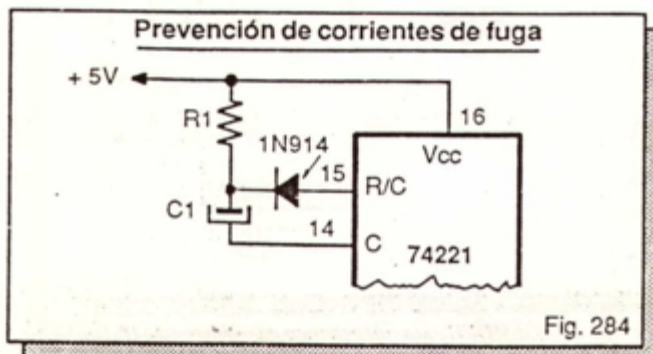 Prevención de corrientes de fuga
+ 5V
R1
16
1N914
15
Vcc
R/C
C1
14
C
74221
Fig. 284